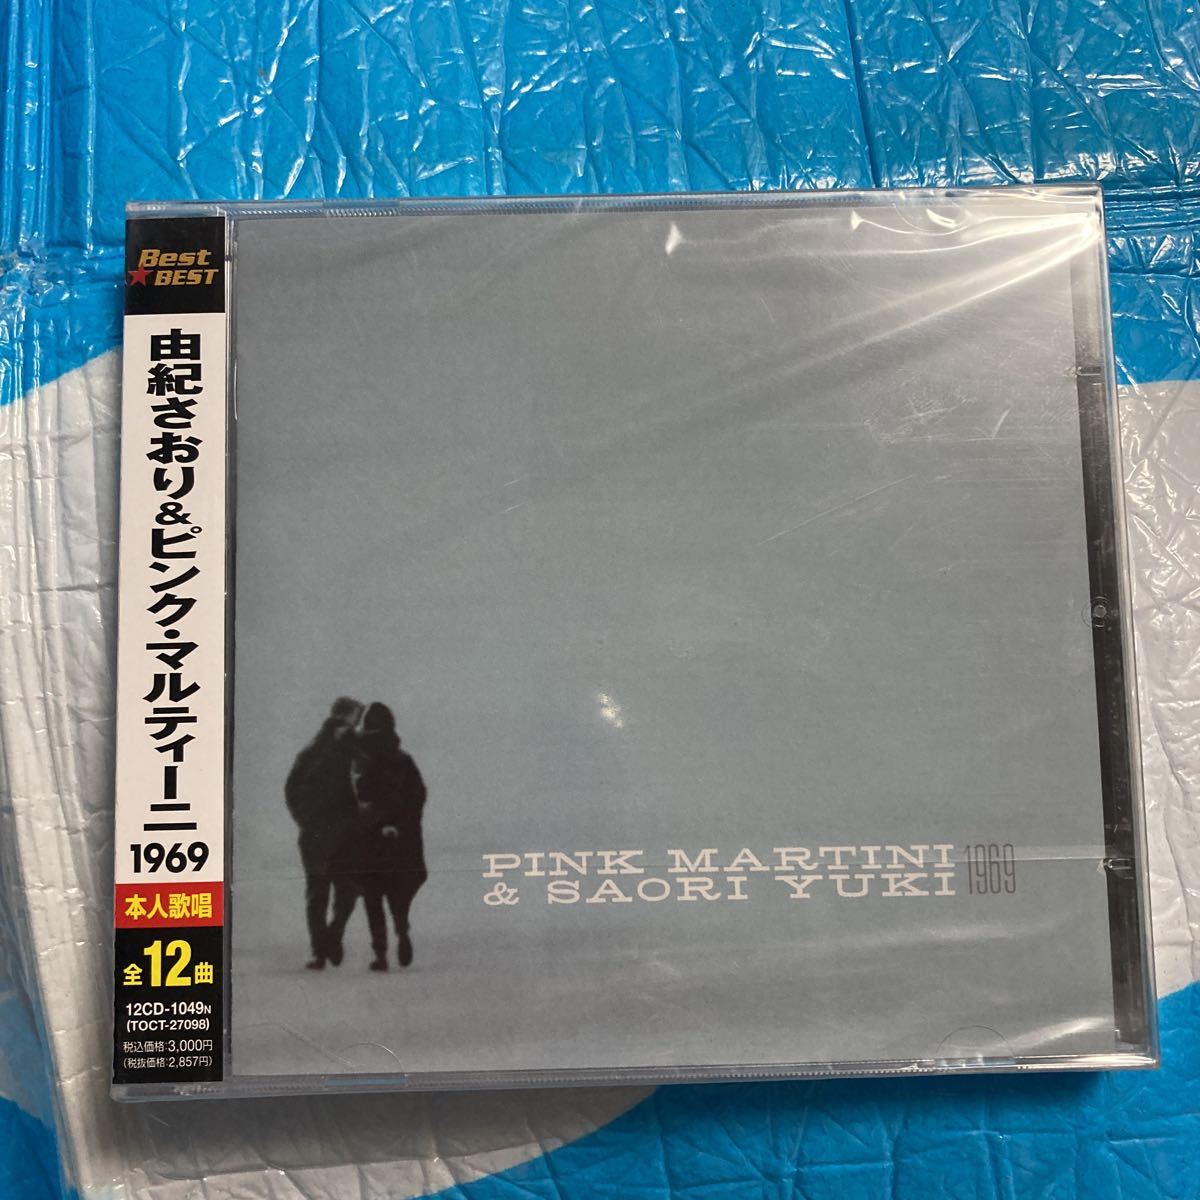 Best
★BEST
由紀さおり&ピンク・マルティーニ
1969
本人歌唱
全12曲
12CD-1049N
(TOCT-27098)
税込価格:3,000円
(税抜価格:2,857円)
PINK MARTINI
& SAORI YUKI 1969